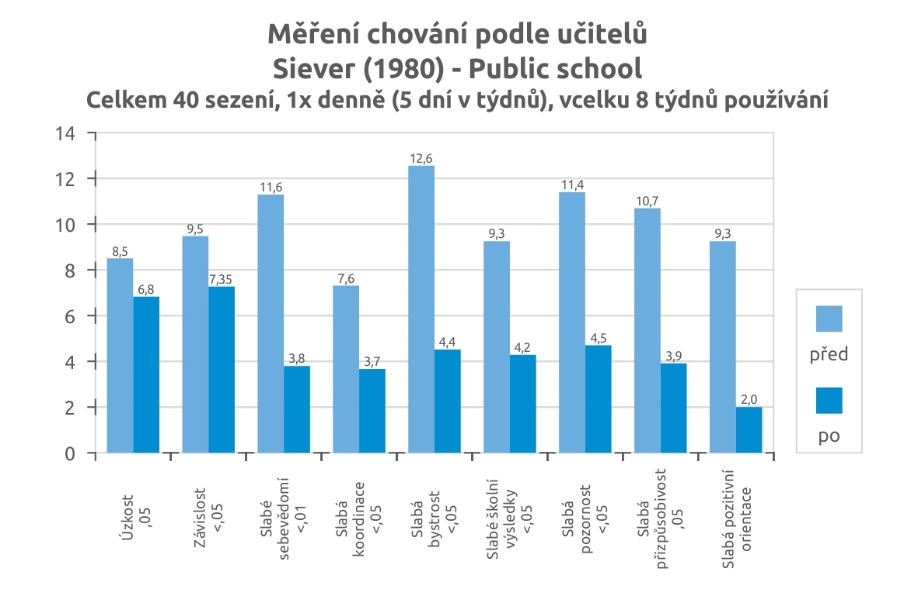 Měření chování podle učitelů
Siever (1980) - Public school
Celkem 40 sezení, 1x denně (5 dní v týdnů), vcelku 8 týdnů používání
14
12
10
8
6
4
2
0
8,5
6,8
9,5
7,35
11,6
3,8
7,6
3,7
12,6
4,4
9,3
4,2
11,4
4,5
10,7
3,9
9,3
2,0
Úzkost
,05
Závislost
<,05
Slabé
sebevědomí
<,01
Slabá
koordinace
<,05
Slabá
bystrost
<,05
Slabé školní
výsledky
<,05
Slabá
pozornost
<,05
Slabá
přizpůsobivost
,05
Slabá pozitivní
orientace
před
po